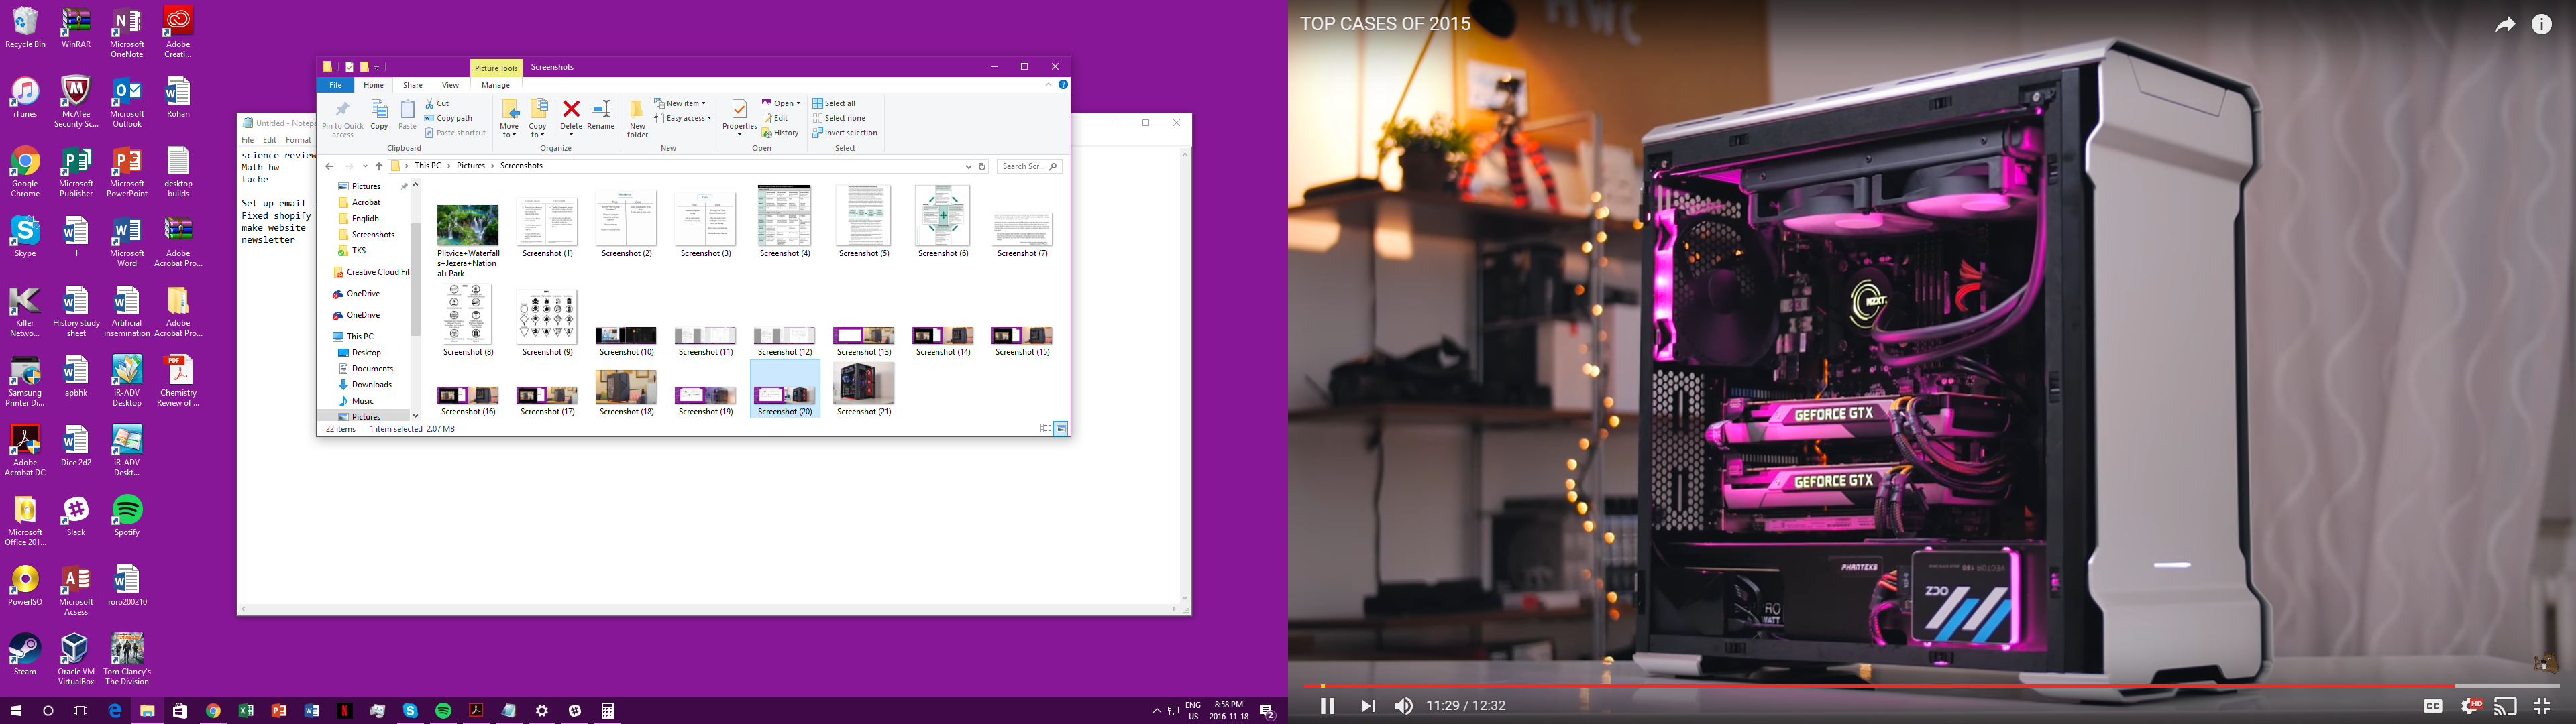 Recycle Bin
WinRAR
Microsoft OneNote
Adobe Creati...
iTunes
McAfee Security Sc...
Microsoft Outlook
Rohan
Google Chrome
Microsoft Publisher
Microsoft PowerPoint
desktop builds
Skype
1
Microsoft Word
Adobe Acrobat Pro...
Killer Netwo...
History study sheet
Artificial insemination
Adobe Acrobat Pro...
Samsung Printer Di...
apbhk
iR-ADV Desktop
Chemistry Review of ...
Adobe Acrobat DC
Dice 2d2
iR-ADV Deskt...
Microsoft Office 201...
Slack
Spotify
PowerISO
Microsoft Acsess
roro200210
Steam
Oracle VM VirtualBox
Tom Clancy's The Division
Untitled - Notep
File Edit Format
science review
Math hw
tache
Set up email -
Fixed shopify
make website
newsletter
Picture Tools Screenshots
File Home Share View Manage
Pin to Quick access
Copy
Paste
Cut
Copy path
Paste shortcut
Clipboard
Move to
Copy to
Delete
Rename
Organize
New folder
New item
Easy access
New
Properties
Open
Edit
History
Open
Select all
Select none
Invert selection
Select
This PC > Pictures > Screenshots
Search Scr...
Pictures
Acrobat
Englidh
Screenshots
TKS
Creative Cloud Fil
OneDrive
OneDrive
This PC
Desktop
Documents
Downloads
Music
Pictures
Plitvice+Waterfalls+Jezera+National+Park
Screenshot (1)
Screenshot (2)
Screenshot (3)
Screenshot (4)
Screenshot (5)
Screenshot (6)
Screenshot (7)
Screenshot (8)
Screenshot (9)
Screenshot (10)
Screenshot (11)
Screenshot (12)
Screenshot (13)
Screenshot (14)
Screenshot (15)
Screenshot (16)
Screenshot (17)
Screenshot (18)
Screenshot (19)
Screenshot (20)
Screenshot (21)
22 items 1 item selected 2.07 MB
ENG US
8:58 PM
2016-11-18
2
TOP CASES OF 2015
NZXT
GEFORCE GTX
GEFORCE GTX
PHANTEKS
VECTOR 180
OCZ
WATT
11:29 / 12:32
CC
HD